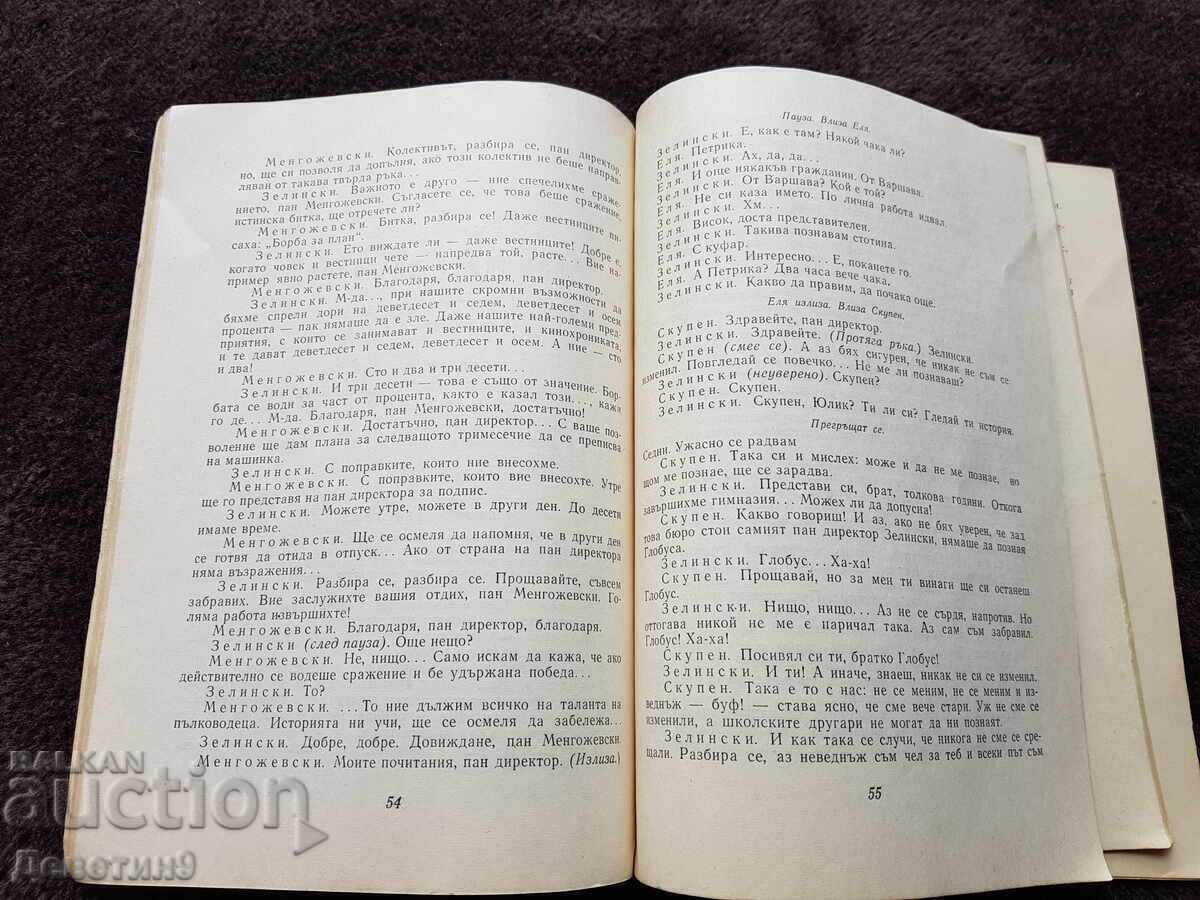 Менгожевски. Колективът, разбира се, пан директор,
но, ще си позволя да допълня, ако този колектив не беше направ-
ляван от такава твърда ръка...
Зелински. Важното е друго — ние спечелихме сраже-
нието, пан Менгожевски. Съгласете се, че това беше сражение,
истинска битка, ще отречете ли?
Менгожевски. Битка, разбира се! Даже вестниците пи-
саха: „Борба за план“.
Зелински. Ето виждате ли — даже вестниците! Добре е,
когато човек и вестници чете — напредва той, расте... Вие на-
пример явно растете, пан Менгожевски.
Менгожевски. Благодаря, благодаря, пан директор.
Зелински. М-да..., при нашите скромни възможности да
бяхме спрели дори на деветдесет и седем, деветдесет и осем
процента — пак нямаше да е зле. Даже нашите най-големи пред-
приятия, с които се занимават и вестниците, и кинохрониката,
и те дават деветдесет и седем, деветдесет и осем. А ние — сто
и два!
Менгожевски. Сто и два и три десети...
Зелински. И три десети — това е също от значение. Бор-
бата се води за част от процента, както е казал този..., кажа
го де... М-да. Благодаря, пан Менгожевски, достатъчно!
Менгожевски. Достатъчно, пан директор... С ваше поз-
воление ще дам плана за следващото тримесечие да се преписва
на машинка.
Зелински. С поправките, които ние внесохме.
Менгожевски. С поправките, които вие внесохте. Утре
ще го представя на пан директора за подпис.
Зелински. Можете утре, можете в други ден. До десети
имаме време.
Менгожевски. Ще се осмеля да напомня, че в други ден
се готвя да отида в отпуск... Ако от страна на пан директора
няма възражения...
Зелински. Разбира се, разбира се. Прощавайте, съвсем
забравих. Вие заслужихте вашия отдих, пан Менгожевски. Го-
ляма работа извършихте!
Менгожевски. Благодаря, пан директор, благодаря.
Зелински (след пауза). Още нещо?
Менгожевски. Не, нищо... Само искам да кажа, че ако
действително се водеше сражение и бе удържана победа...
Зелински. То?
Менгожевски. ...То ние дължим всичко на таланта на
пълководеца. Историята ни учи, ще се осмеля да забележа...
Зелински. Добре, добре. Довиждане, пан Менгожевски.
Менгожевски. Моите почитания, пан директор. (Излиза.)
54
Пауза. Влиза Еля.
Зелински. Е, как е там? Някой чака ли?
Еля. Петрика.
Зелински. Ах, да, да...
Еля. И още някакъв гражданин. От Варшава.
Зелински. От Варшава? Кой е той?
Еля. Не си каза името. По лична работа идвал.
Зелински. Хм...
Еля. Висок, доста представителен.
Зелински. Такива познавам стотина.
Еля. С куфар.
Зелински. Интересно... Е, поканете го.
Еля. А Петрика? Два часа вече чака.
Зелински. Какво да правим, да почака още.
Еля излиза. Влиза Скупен.
Скупен. Здравейте, пан директор.
Зелински. Здравейте. (Протяга ръка.) Зелински.
Скупен (смее се). А аз бях сигурен, че никак не съм се
изменил. Погледай се повечко... Не ме ли познаваш?
Зелински (неуверено). Скупен?
Скупен. Скупен.
Зелински. Скупен, Юлик? Ти ли си? Гледай ти история.
Прегръщат се.
Седни. Ужасно се радвам
Скупен. Така си и мислех: може и да не ме познае, но
щом ме познае, ще се зарадва.
Зелински. Представи си, брат, толкова години. Откога
завършихме гимназия... Можех ли да допусна!
Скупен. Какво говориш! И аз, ако не бях уверен, че зад
това бюро стои самият пан директор Зелински, нямаше да позная
Глобуса.
Зелински. Глобус... Ха-ха!
Скупен. Прощавай, но за мен ти винаги ще си останеш
Глобус.
Зелински. Нищо, нищо... Аз не се сърдя, напротив. Но
оттогава никой не ме е наричал така. Аз сам съм забравил.
Глобус! Ха-ха!
Скупен. Посивял си ти, братко Глобус!
Зелински. И ти! А иначе, знаеш, никак не си се изменил.
Скупен. Така е то с нас: не се меним, не се меним и из-
веднъж — буф! — става ясно, че сме вече стари. Уж не сме се
изменили, а школските другари не могат да ни познаят.
Зелински. И как така се случи, че никога не сме се сре-
щали. Разбира се, аз неведнъж съм чел за теб и всеки път съм
55
BALKAN
auction
Деветин9